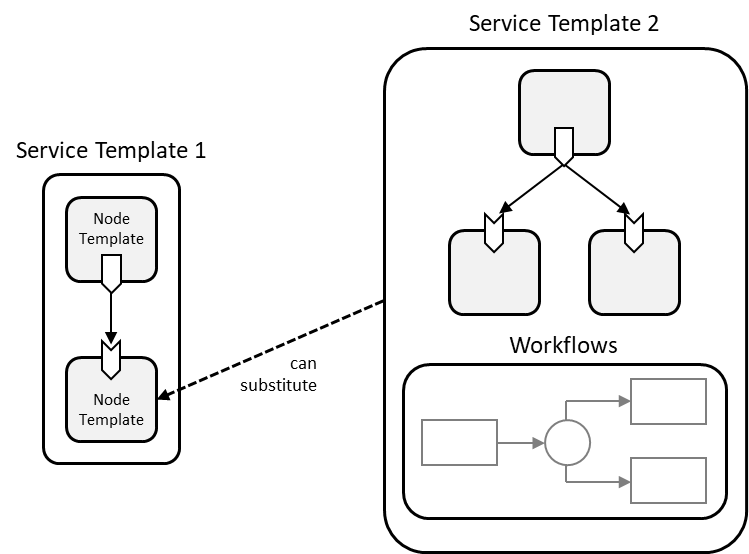 Service Template 2
Service Template 1
Node
Template
Node
Template
can
substitute
Workflows